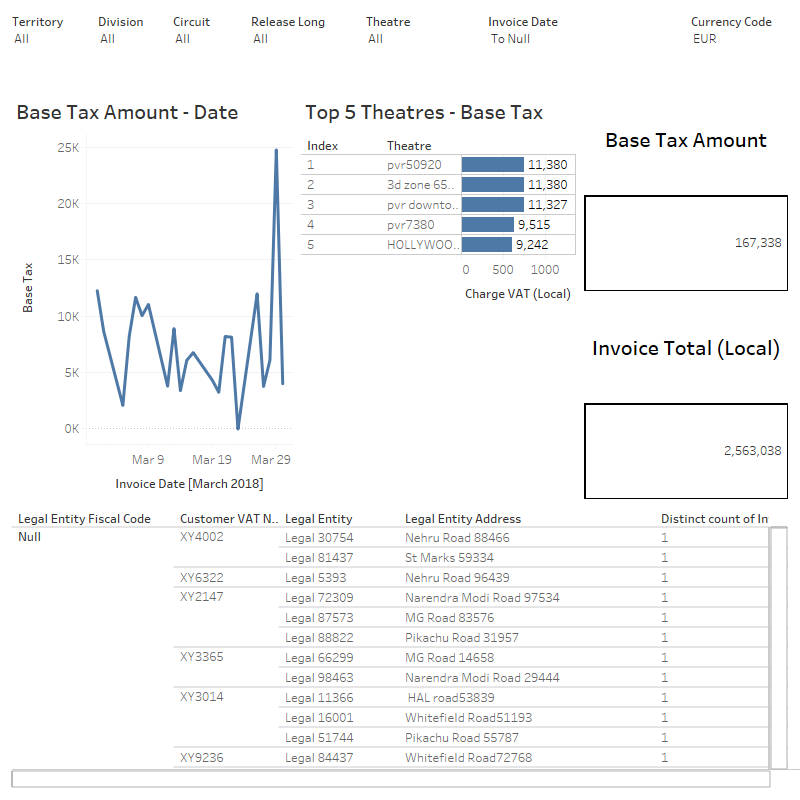 Territory Division Circuit Release Long Theatre Invoice Date Currency Code
All All All All All To Null EUR
Base Tax Amount - Date
25K
20K
15K
10K
5K
0K
Base Tax
Mar 9 Mar 19 Mar 29
Invoice Date [March 2018]
Top 5 Theatres - Base Tax
Index Theatre
1 pvr50920 11,380
2 3d zone 65.. 11,380
3 pvr downto.. 11,327
4 pvr7380 9,515
5 HOLLYWOO.. 9,242
0 500 1000
Charge VAT (Local)
Base Tax Amount
167,338
Invoice Total (Local)
2,563,038
Legal Entity Fiscal Code Customer VAT N.. Legal Entity Legal Entity Address Distinct count of In
Null XY4002 Legal 30754 Nehru Road 88466 1
Legal 81437 St Marks 59334 1
XY6322 Legal 5393 Nehru Road 96439 1
XY2147 Legal 72309 Narendra Modi Road 97534 1
Legal 87573 MG Road 83576 1
Legal 88822 Pikachu Road 31957 1
XY3365 Legal 66299 MG Road 14658 1
Legal 98463 Narendra Modi Road 29444 1
XY3014 Legal 11366 HAL road53839 1
Legal 16001 Whitefield Road51193 1
Legal 51744 Pikachu Road 55787 1
XY9236 Legal 84437 Whitefield Road72768 1